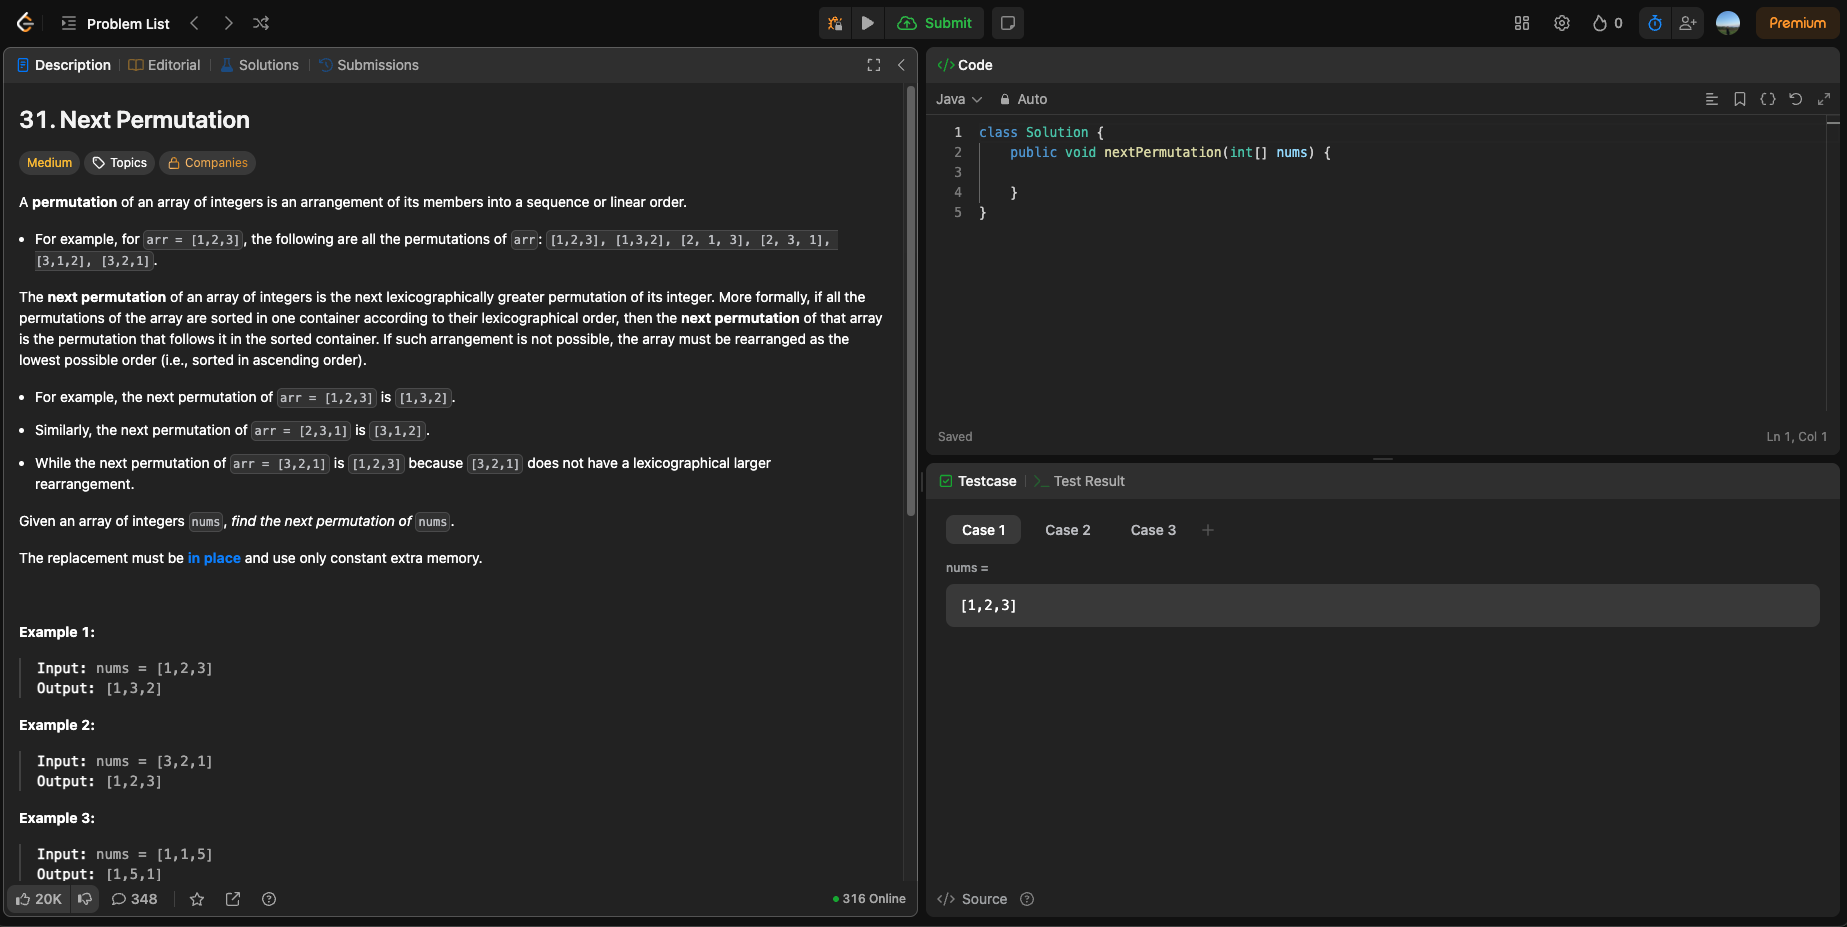 Problem List
Submit
0
Premium
Description
Editorial
Solutions
Submissions
31. Next Permutation
Medium
Topics
Companies
A permutation of an array of integers is an arrangement of its members into a sequence or linear order.
• For example, for arr = [1,2,3], the following are all the permutations of arr: [1,2,3], [1,3,2], [2, 1, 3], [2, 3, 1],
[3,1,2], [3,2,1].
The next permutation of an array of integers is the next lexicographically greater permutation of its integer. More formally, if all the
permutations of the array are sorted in one container according to their lexicographical order, then the next permutation of that array
is the permutation that follows it in the sorted container. If such arrangement is not possible, the array must be rearranged as the
lowest possible order (i.e., sorted in ascending order).
• For example, the next permutation of arr = [1,2,3] is [1,3,2].
• Similarly, the next permutation of arr = [2,3,1] is [3,1,2].
• While the next permutation of arr = [3,2,1] is [1,2,3] because [3,2,1] does not have a lexicographical larger
rearrangement.
Given an array of integers nums, find the next permutation of nums.
The replacement must be in place and use only constant extra memory.
Example 1:
Input: nums = [1,2,3]
Output: [1,3,2]
Example 2:
Input: nums = [3,2,1]
Output: [1,2,3]
Example 3:
Input: nums = [1,1,5]
Output: [1,5,1]
20K
348
316 Online
</> Code
Java
Auto
1 class Solution {
2     public void nextPermutation(int[] nums) {
3
4     }
5 }
Saved
Ln 1, Col 1
Testcase
>_ Test Result
Case 1
Case 2
Case 3
+
nums =
[1,2,3]
</> Source